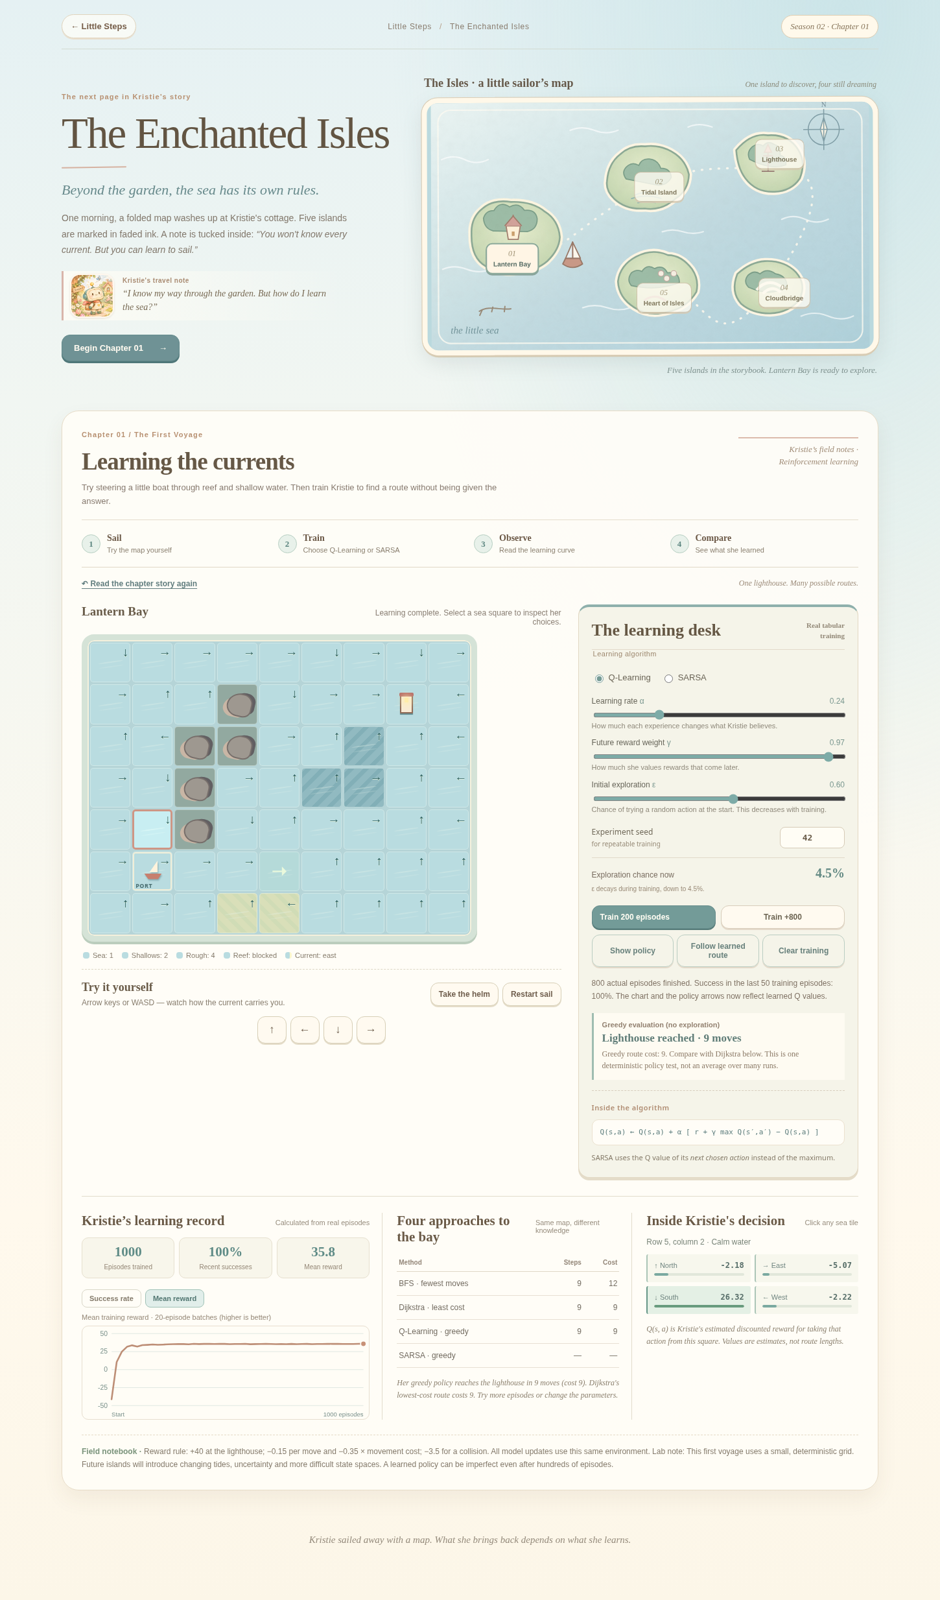 ← Little Steps
Little Steps / The Enchanted Isles
Season 02 · Chapter 01
The next page in Kristie's story
The Enchanted Isles
Beyond the garden, the sea has its own rules.
One morning, a folded map washes up at Kristie's cottage. Five islands
are marked in faded ink. A note is tucked inside: “You won't know every
current. But you can learn to sail.”
Kristie's travel note
“I know my way through the garden. But how do I learn
the sea?”
Begin Chapter 01 →
The Isles · a little sailor's map
One island to discover, four still dreaming
N
01
Lantern Bay
02
Tidal Island
03
Lighthouse
04
Cloudbridge
05
Heart of Isles
the little sea
Five islands in the storybook. Lantern Bay is ready to explore.
Chapter 01 / The First Voyage
Learning the currents
Try steering a little boat through reef and shallow water. Then train Kristie to find a route without being given the
answer.
Kristie's field notes ·
Reinforcement learning
1
Sail
Try the map yourself
2
Train
Choose Q-Learning or SARSA
3
Observe
Read the learning curve
4
Compare
See what she learned
↶ Read the chapter story again
One lighthouse. Many possible routes.
Lantern Bay
Learning complete. Select a sea square to inspect her
choices.
↓ → → → → ↓ → ↓ →
→ ↑ ↑ ↓ → → ←
↑ ← → ↑ ↑ ↑ ←
→ ↓ → ↑ ↑ ↑ ↑ ←
→ ↓ → → ↑ ↑ ↑ ←
→ → → → → ↑ ↑ ↑ ↑
PORT
↑ → ↑ ↑ ← ↑ ↑ ↑ ↑
Sea: 1 Shallows: 2 Rough: 4 Reef: blocked Current: east
Try it yourself
Arrow keys or WASD — watch how the current carries you.
Take the helm
Restart sail
↑ ← ↓ →
The learning desk
Real tabular
training
Learning algorithm
Q-Learning SARSA
Learning rate α 0.24
How much each experience changes what Kristie believes.
Future reward weight γ 0.97
How much she values rewards that come later.
Initial exploration ε 0.60
Chance of trying a random action at the start. This decreases with training.
Experiment seed
for repeatable training
42
Exploration chance now 4.5%
ε decays during training, down to 4.5%.
Train 200 episodes
Train +800
Show policy
Follow learned
route
Clear training
800 actual episodes finished. Success in the last 50 training episodes:
100%. The chart and the policy arrows now reflect learned Q values.
Greedy evaluation (no exploration)
Lighthouse reached · 9 moves
Greedy route cost: 9. Compare with Dijkstra below. This is one
deterministic policy test, not an average over many runs.
Inside the algorithm
Q(s,a) ← Q(s,a) + α [ r + γ max Q(s′,a′) − Q(s,a) ]
SARSA uses the Q value of its next chosen action instead of the maximum.
Kristie's learning record
Calculated from real episodes
1000
Episodes trained
100%
Recent successes
35.8
Mean reward
Success rate
Mean reward
Mean training reward · 20-episode batches (higher is better)
50
25
0
-25
-50
Start
1000 episodes
Four approaches to
the bay
Same map, different
knowledge
Method Steps Cost
BFS · fewest moves 9 12
Dijkstra · least cost 9 9
Q-Learning · greedy 9 9
SARSA · greedy — —
Her greedy policy reaches the lighthouse in 9 moves (cost 9). Dijkstra's
lowest-cost route costs 9. Try more episodes or change the parameters.
Inside Kristie's decision
Click any sea tile
Row 5, column 2 · Calm water
↑ North -2.18
→ East -5.07
↓ South 26.32
← West -2.22
Q(s, a) is Kristie's estimated discounted reward for taking that
action from this square. Values are estimates, not route lengths.
Field notebook · Reward rule: +40 at the lighthouse; −0.15 per move and −0.35 × movement cost; −3.5 for a collision. All model updates use this same environment. Lab note: This first voyage uses a small, deterministic grid.
Future islands will introduce changing tides, uncertainty and more difficult state spaces. A learned policy can be imperfect even after hundreds of episodes.
Kristie sailed away with a map. What she brings back depends on what she learns.